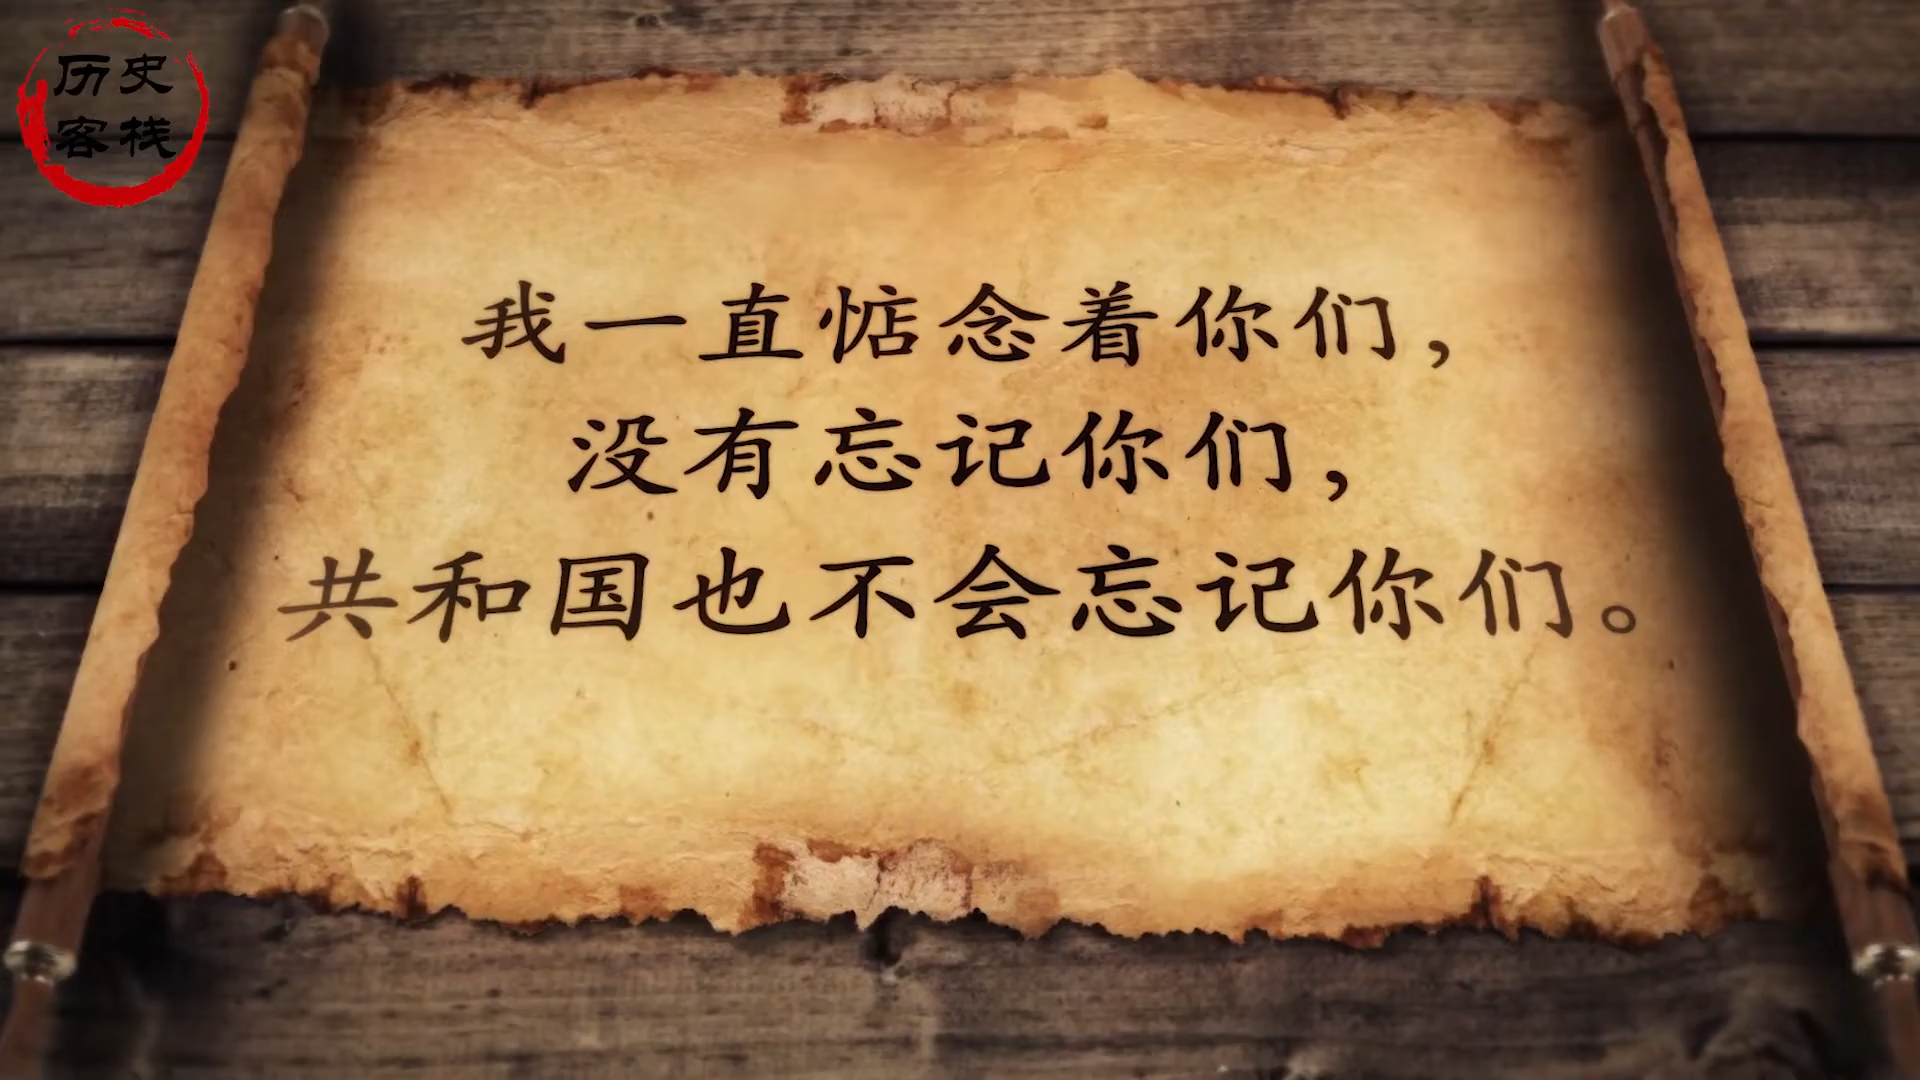 历史
客栈
我一直惦念着你们，
没有忘记你们，
共和国也不会忘记你们。